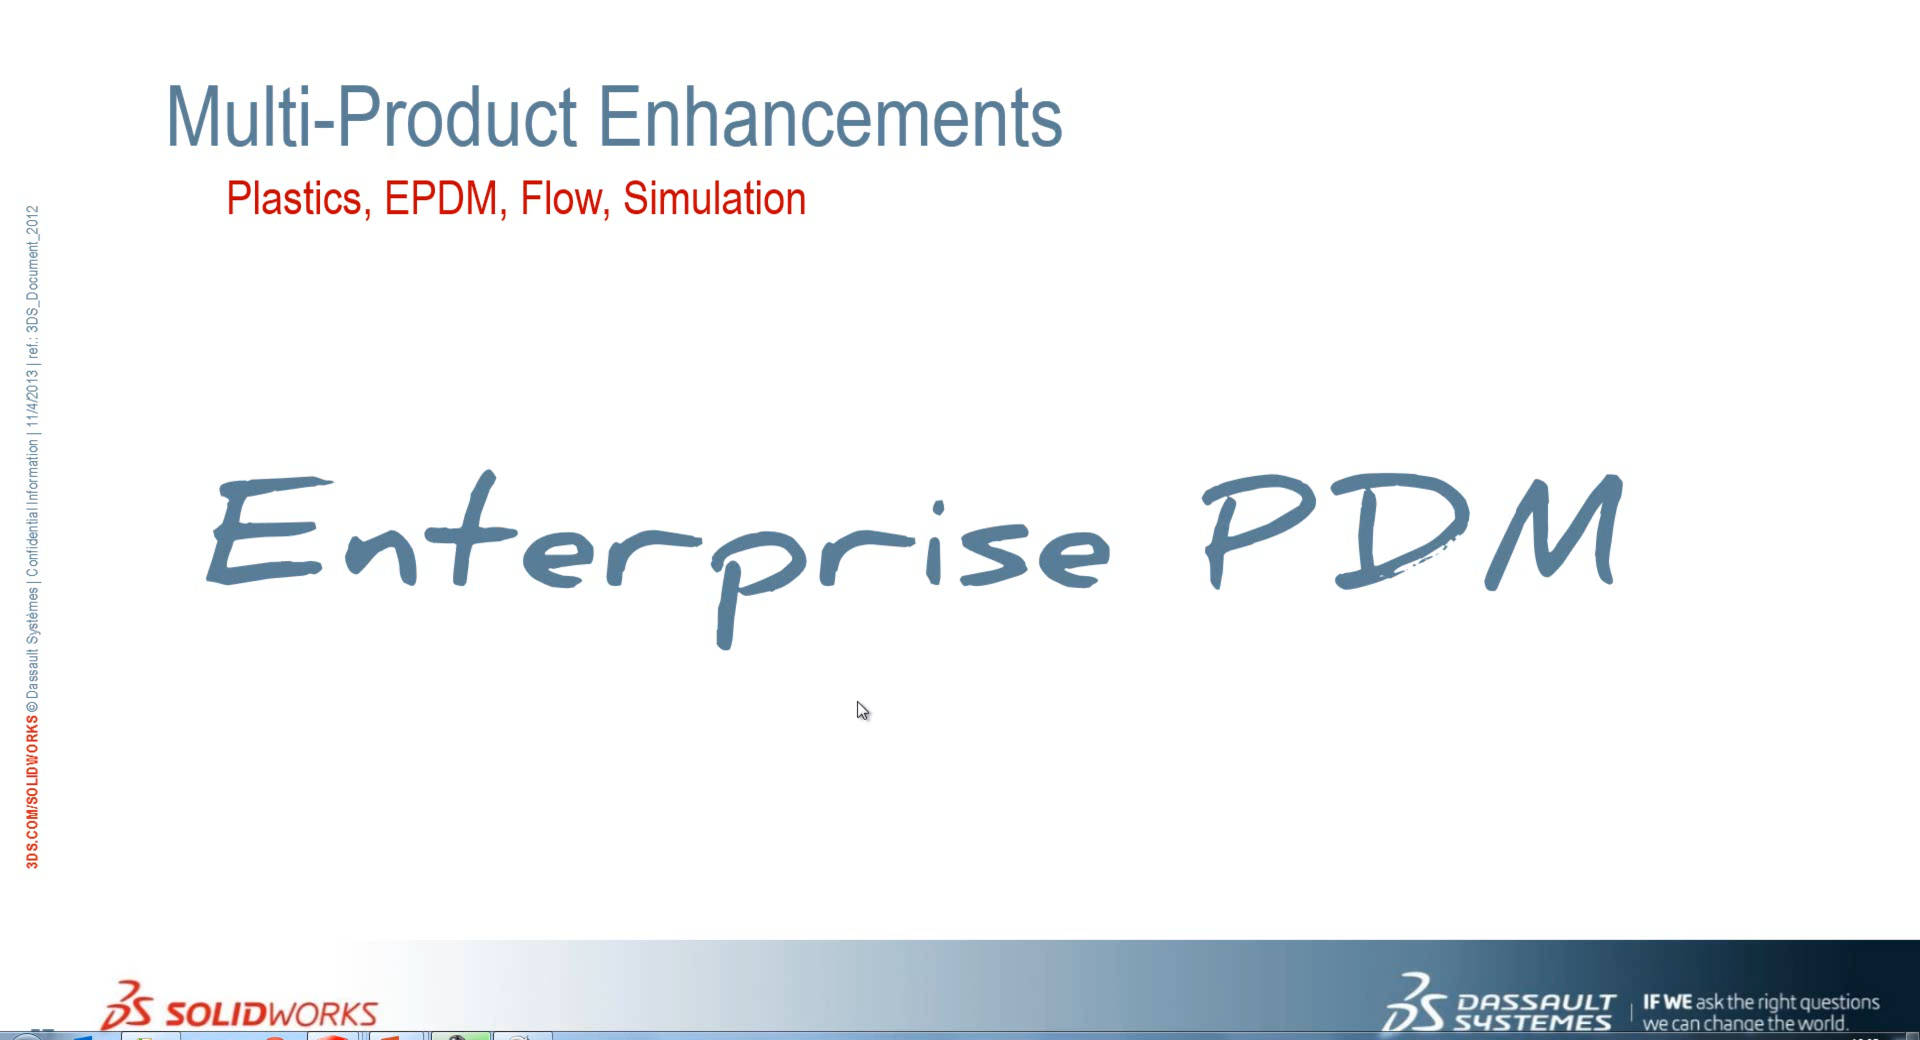 Multi-Product Enhancements
Plastics, EPDM, Flow, Simulation
3DS.COM/SOLIDWORKS © Dassault Systèmes | Confidential Information | 11/4/2013 | ref.: 3DS_Document_2012
Enterprise PDM
SOLIDWORKS
DASSAULT SYSTEMES
IF WE ask the right questions
we can change the world.